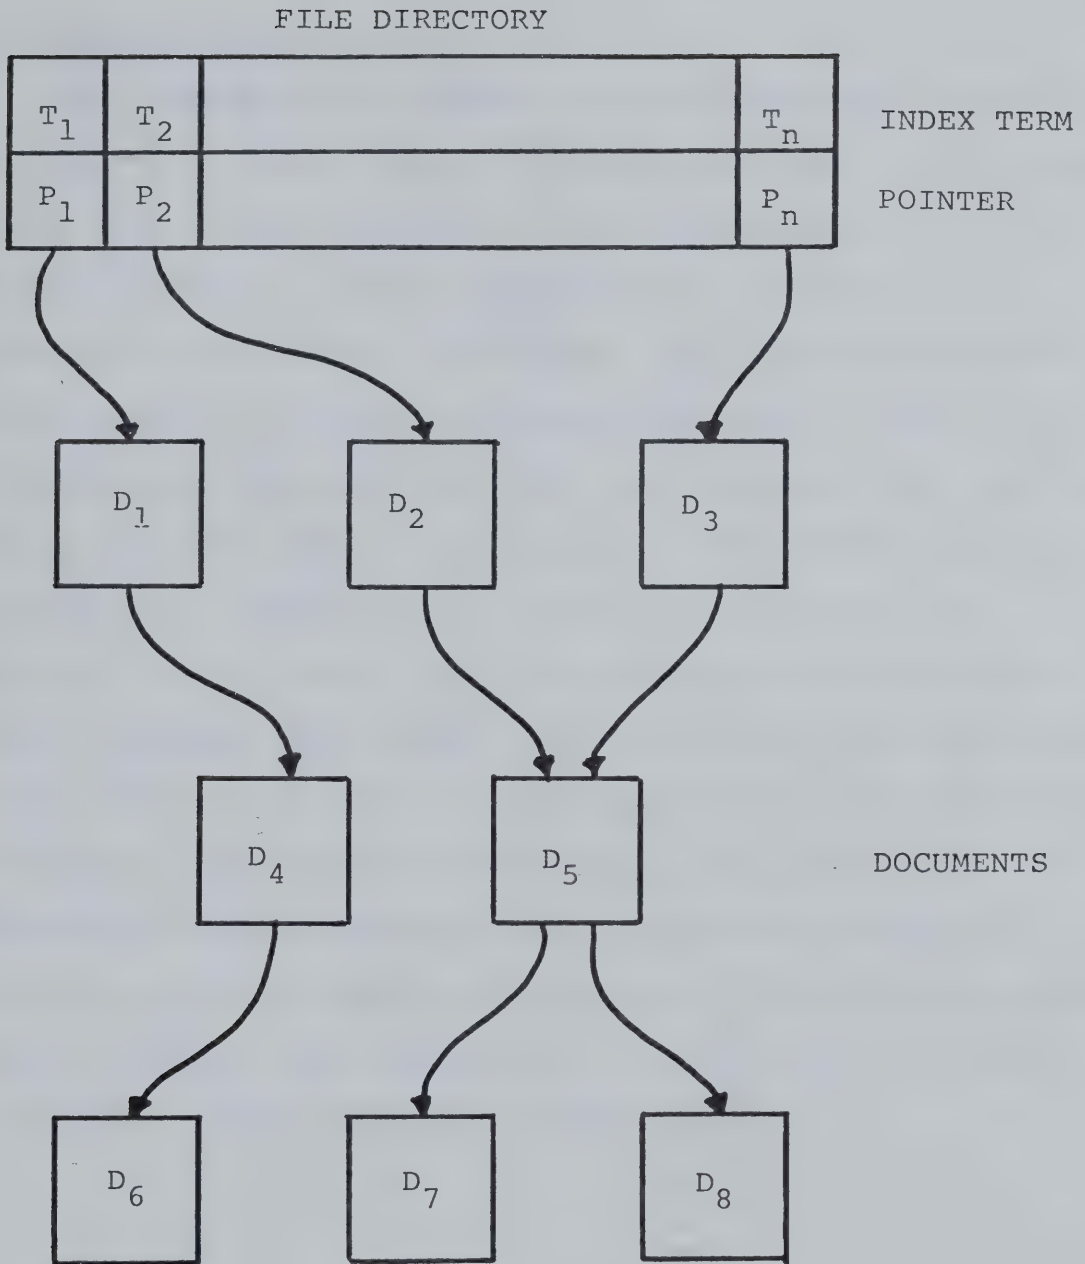 FILE DIRECTORY
T1 T2 Tn INDEX TERM
P1 P2 Pn POINTER
D1 D2 D3
D4 D5 DOCUMENTS
D6 D7 D8